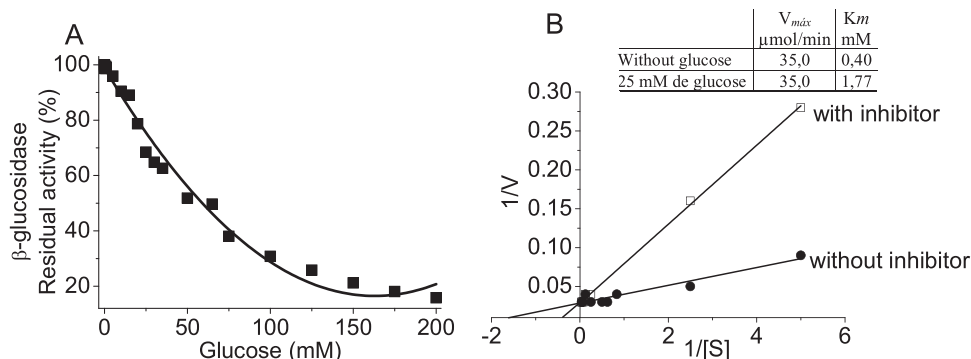 A
β-glucosidase
Residual activity (%)
100
80
60
40
20
0
50
100
150
200
Glucose (mM)
B
Vmáx Km
µmol/min mM
Without glucose 35,0 0,40
25 mM de glucose 35,0 1,77
1/V
0.30
0.25
0.20
0.15
0.10
0.05
with inhibitor
without inhibitor
-2
0
2
4
6
1/[S]